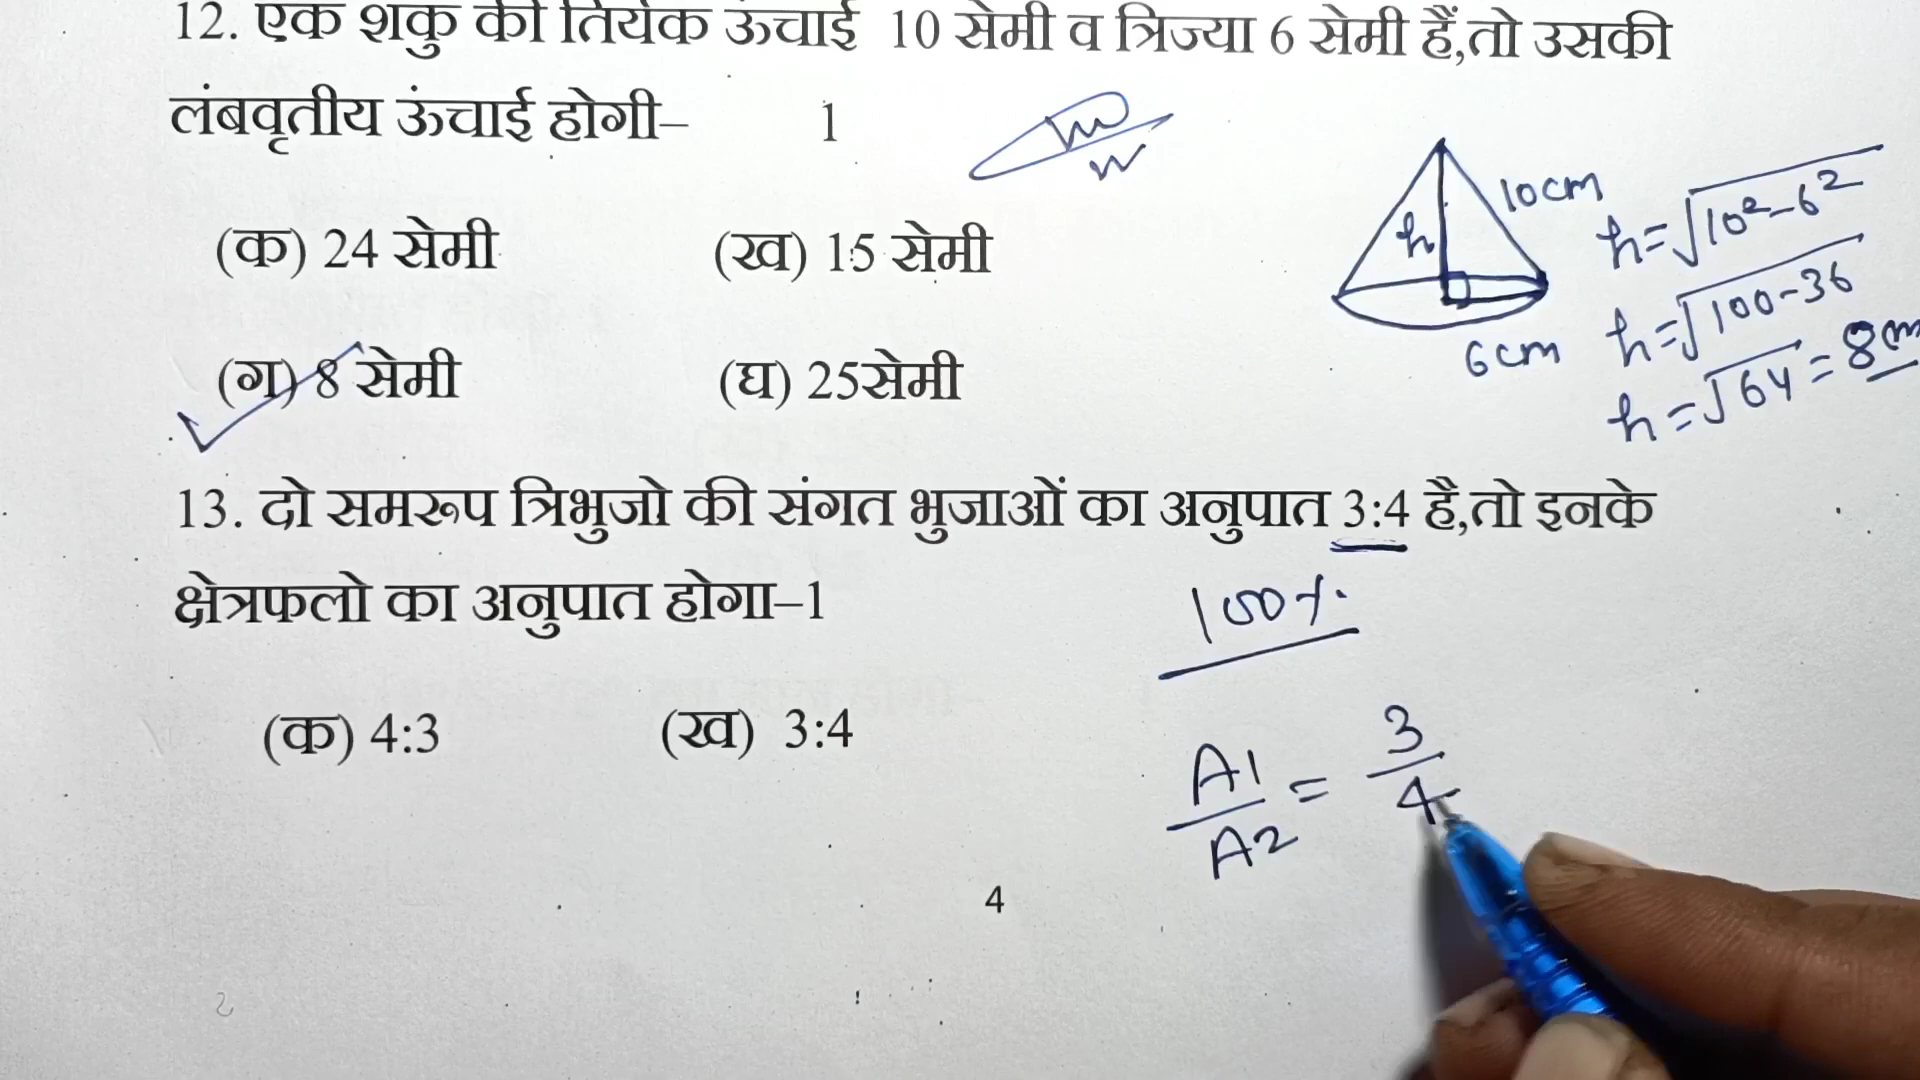 12. एक शंकु की तिर्यक ऊंचाई 10 सेमी व त्रिज्या 6 सेमी हैं,तो उसकी
लंबवृतीय ऊंचाई होगी– 1
(क) 24 सेमी (ख) 15 सेमी
(ग) 8 सेमी (घ) 25सेमी
h
10cm
6cm
h=√10²-6²
h=√100-36
h=√64=8cm
13. दो समरूप त्रिभुजो की संगत भुजाओं का अनुपात 3:4 है,तो इनके
क्षेत्रफलो का अनुपात होगा–1
100%
(क) 4:3 (ख) 3:4
A1/A2 = 3/4
4